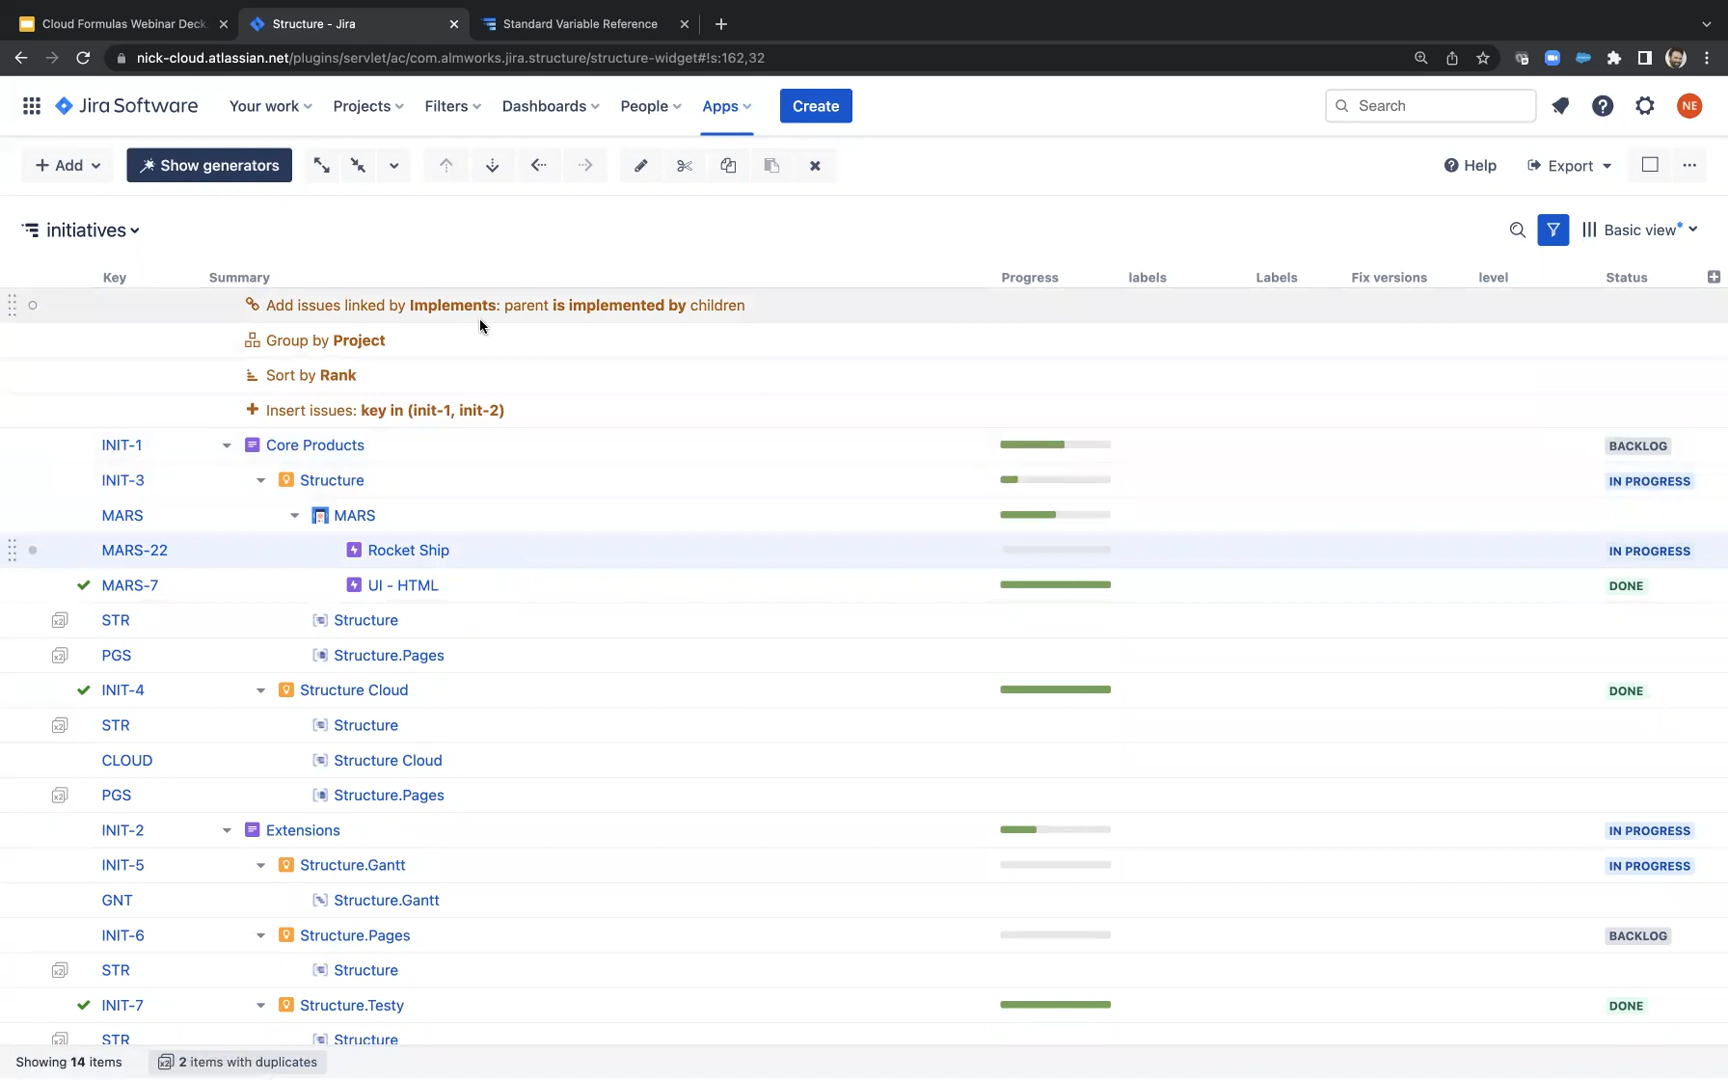 Cloud Formulas Webinar Deck
Structure - Jira
Standard Variable Reference
nick-cloud.atlassian.net/plugins/servlet/ac/com.almworks.jira.structure/structure-widget#!s:162,32
Jira Software
Your work
Projects
Filters
Dashboards
People
Apps
Create
Search
NE
+ Add
Show generators
Help
Export
initiatives
Basic view*
Key Summary Progress labels Labels Fix versions level Status
Add issues linked by Implements: parent is implemented by children
Group by Project
Sort by Rank
Insert issues: key in (init-1, init-2)
INIT-1 Core Products BACKLOG
INIT-3 Structure IN PROGRESS
MARS MARS
MARS-22 Rocket Ship IN PROGRESS
MARS-7 UI - HTML DONE
x2 STR Structure
x2 PGS Structure.Pages
INIT-4 Structure Cloud DONE
x2 STR Structure
CLOUD Structure Cloud
x2 PGS Structure.Pages
INIT-2 Extensions IN PROGRESS
INIT-5 Structure.Gantt IN PROGRESS
GNT Structure.Gantt
INIT-6 Structure.Pages BACKLOG
x2 STR Structure
INIT-7 Structure.Testy DONE
x2 STR Structure
Showing 14 items
x2 2 items with duplicates